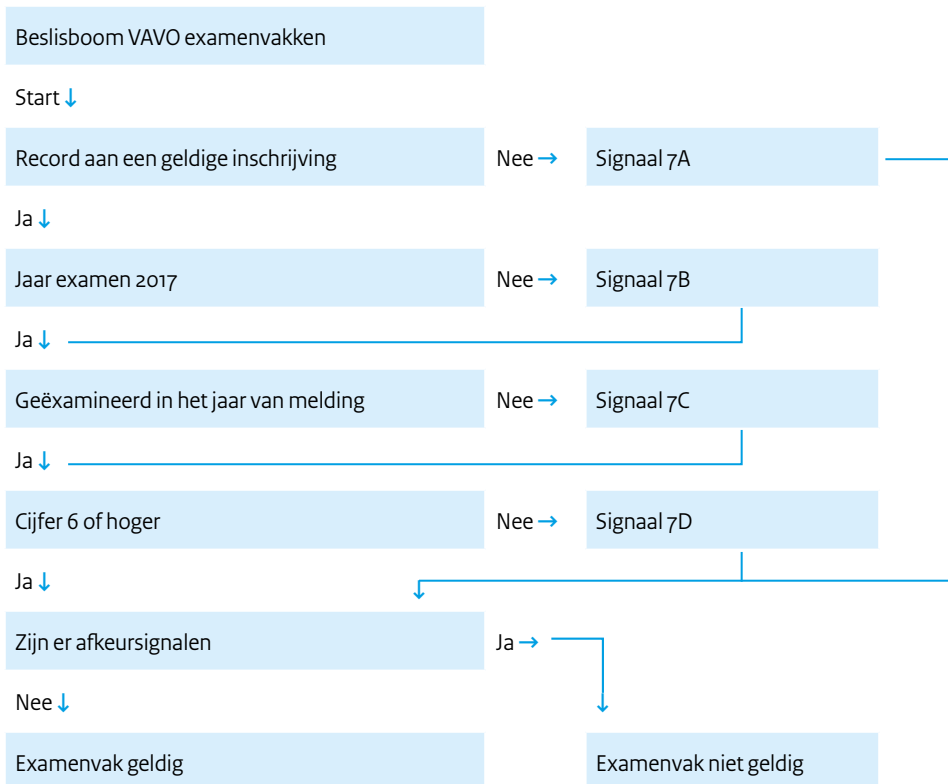 Beslisboom VAVO examenvakken
Start ↓
Record aan een geldige inschrijving Nee → Signaal 7A
Ja ↓
Jaar examen 2017 Nee → Signaal 7B
Ja ↓
Geëxamineerd in het jaar van melding Nee → Signaal 7C
Ja ↓
Cijfer 6 of hoger Nee → Signaal 7D
Ja ↓
Zijn er afkeursignalen Ja →
Nee ↓
Examenvak geldig Examenvak niet geldig